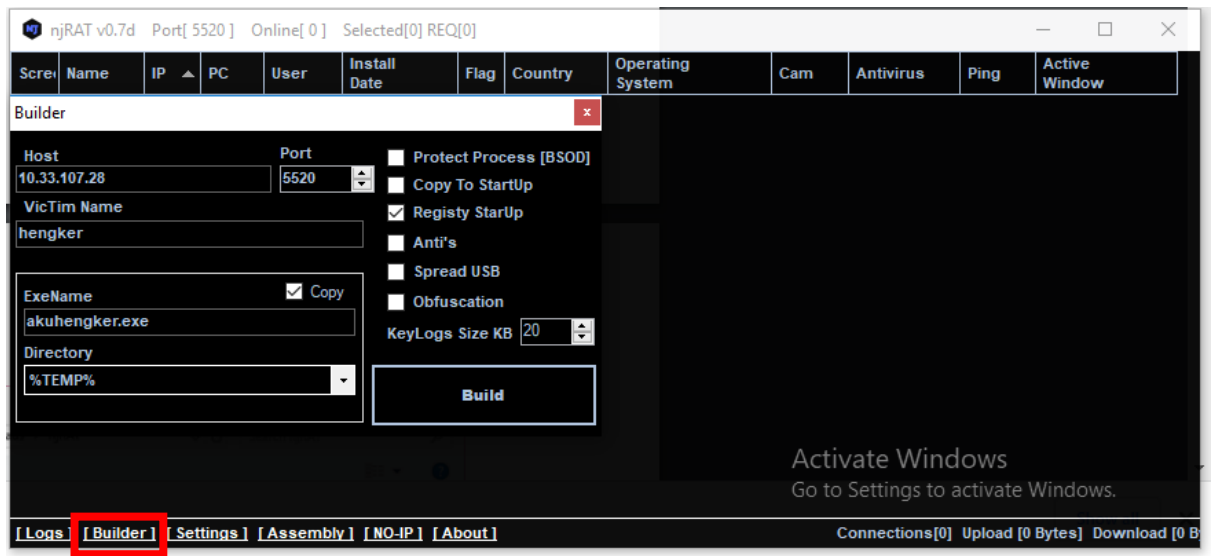 njRAT v0.7d Port[ 5520 ] Online[ 0 ] Selected[0] REQ[0]
Scree Name IP PC User Install Date Flag Country Operating System Cam Antivirus Ping Active Window
Builder
Host Port
10.33.107.28 5520
VicTim Name
hengker
ExeName Copy
akuhengker.exe
Directory
%TEMP%
Protect Process [BSOD]
Copy To StartUp
Registy StarUp
Anti's
Spread USB
Obfuscation
KeyLogs Size KB 20
Build
Activate Windows
Go to Settings to activate Windows.
[ Logs ] [ Builder ] [ Settings ] [ Assembly ] [ NO-IP ] [ About ] Connections[0] Upload [0 Bytes] Download [0 B